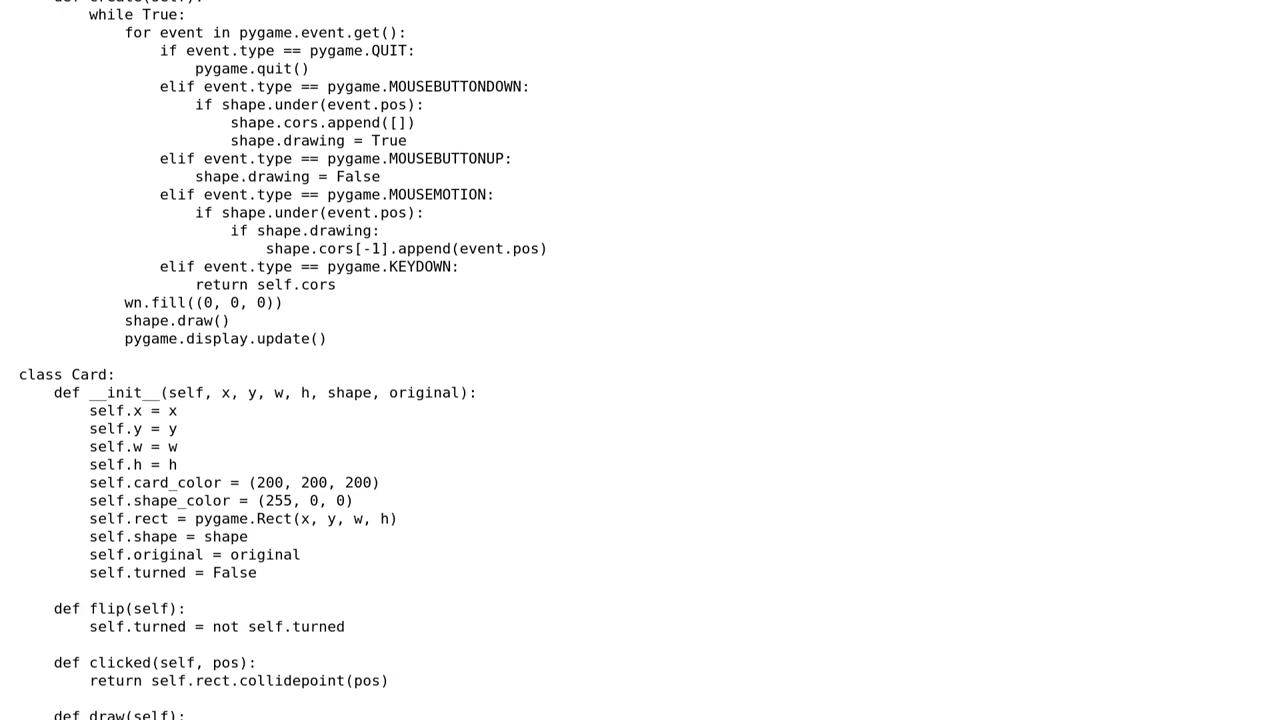 def create(self):
        while True:
            for event in pygame.event.get():
                if event.type == pygame.QUIT:
                    pygame.quit()
                elif event.type == pygame.MOUSEBUTTONDOWN:
                    if shape.under(event.pos):
                        shape.cors.append([])
                        shape.drawing = True
                elif event.type == pygame.MOUSEBUTTONUP:
                    shape.drawing = False
                elif event.type == pygame.MOUSEMOTION:
                    if shape.under(event.pos):
                        if shape.drawing:
                            shape.cors[-1].append(event.pos)
                elif event.type == pygame.KEYDOWN:
                    return self.cors
            wn.fill((0, 0, 0))
            shape.draw()
            pygame.display.update()

class Card:
    def __init__(self, x, y, w, h, shape, original):
        self.x = x
        self.y = y
        self.w = w
        self.h = h
        self.card_color = (200, 200, 200)
        self.shape_color = (255, 0, 0)
        self.rect = pygame.Rect(x, y, w, h)
        self.shape = shape
        self.original = original
        self.turned = False

    def flip(self):
        self.turned = not self.turned

    def clicked(self, pos):
        return self.rect.collidepoint(pos)

    def draw(self):